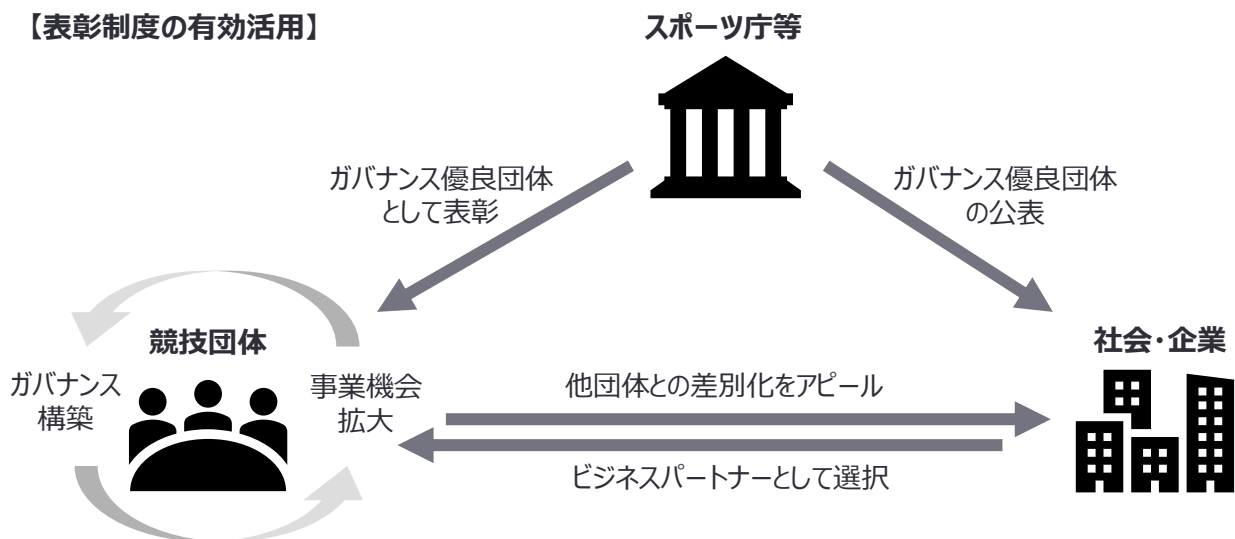 【表彰制度の有効活用】
スポーツ庁等
ガバナンス優良団体
として表彰
ガバナンス優良団体
の公表
競技団体
社会・企業
ガバナンス
構築
事業機会
拡大
他団体との差別化をアピール
ビジネスパートナーとして選択